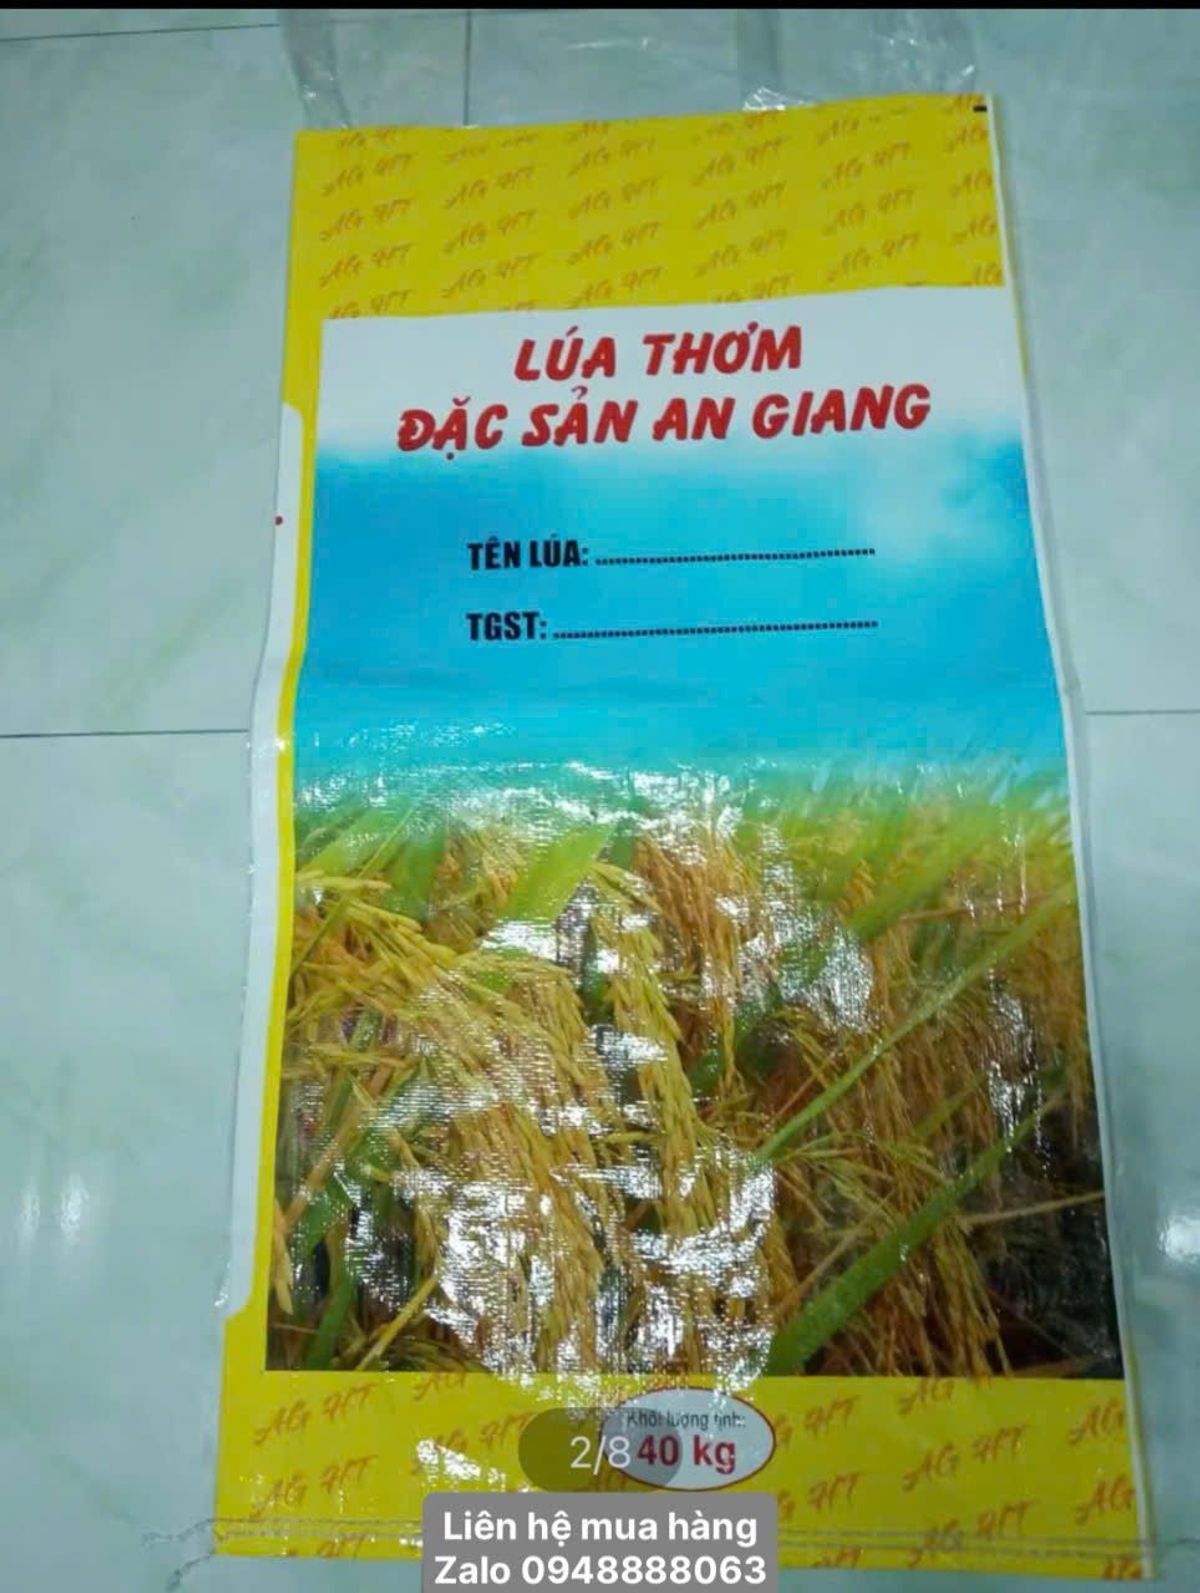 LÚA THƠM
ĐẶC SẢN AN GIANG
TÊN LÚA: ........................................
TGST: ........................................
Khối lượng tịnh:
40 kg
2/8
Liên hệ mua hàng
Zalo 0948888063